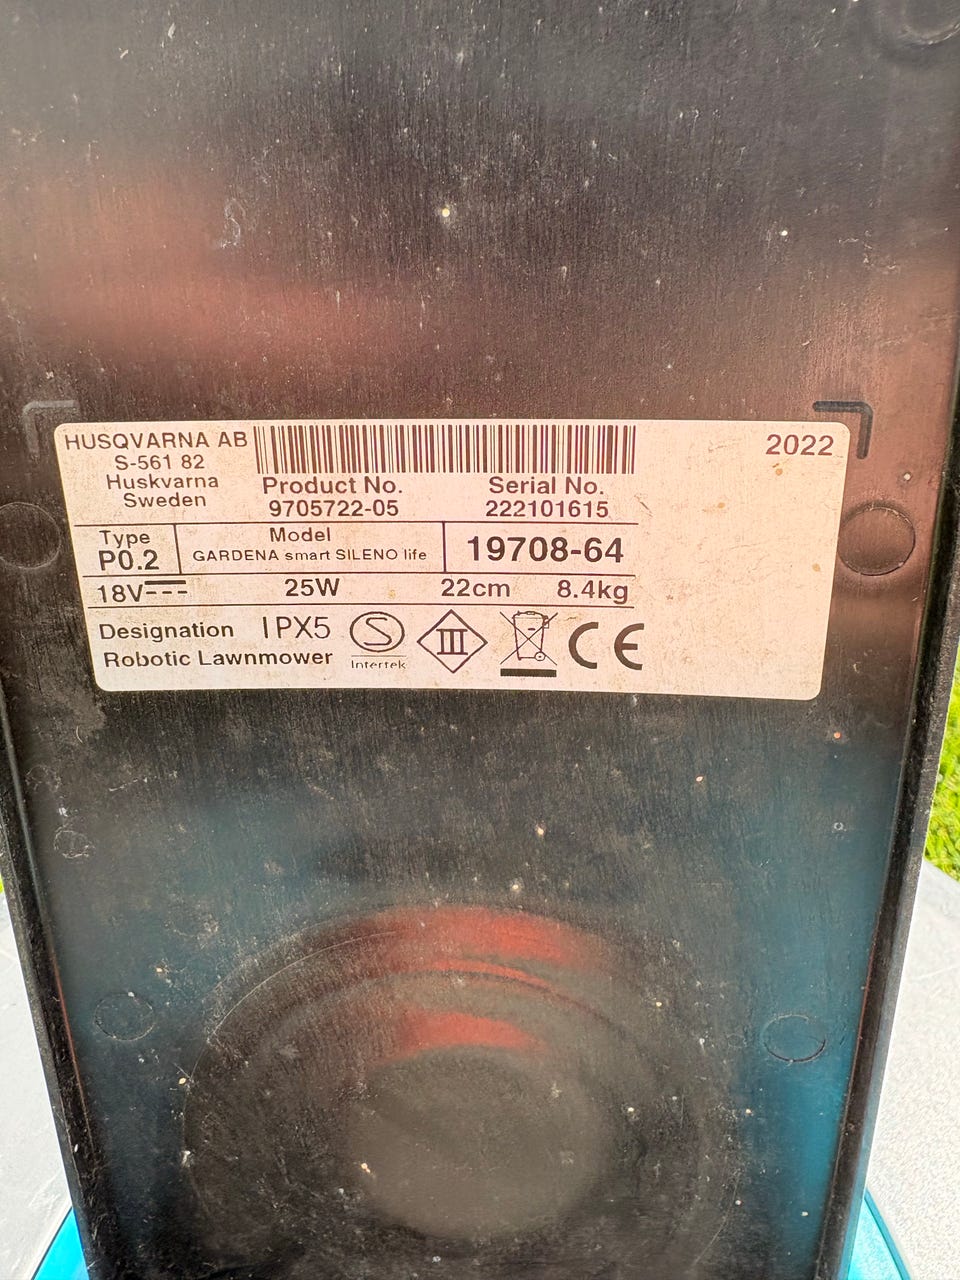 HUSQVARNA AB
S-561 82
Huskvarna
Sweden
Product No.
9705722-05
Serial No.
222101615
2022
Type
P0.2
Model
GARDENA smart SILENO life
19708-64
18V
25W
22cm
8.4kg
Designation
Robotic Lawnmower
IPX5
S
Intertek
III
CE